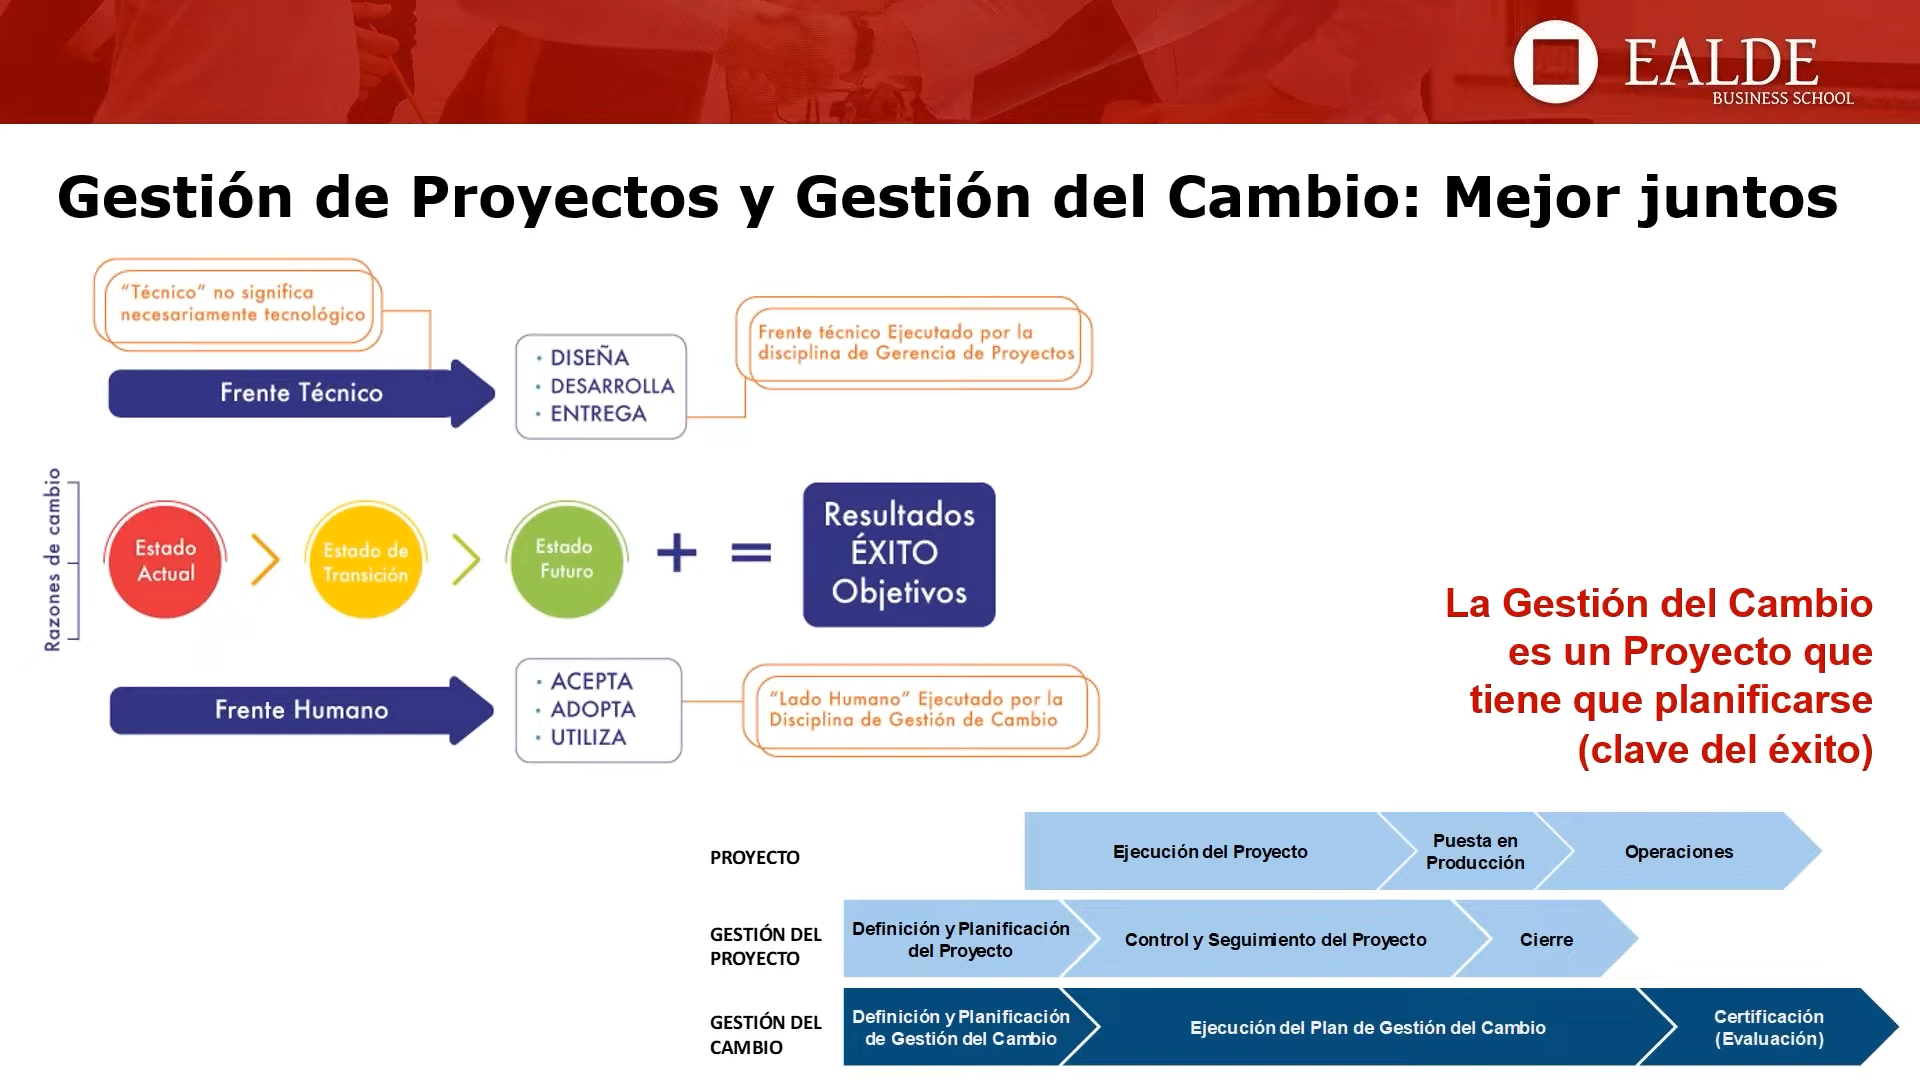 EALDE
BUSINESS SCHOOL
Gestión de Proyectos y Gestión del Cambio: Mejor juntos
“Técnico” no significa
necesariamente tecnológico
Frente Técnico
· DISEÑA
· DESARROLLA
· ENTREGA
Frente técnico Ejecutado por la
disciplina de Gerencia de Proyectos
Razones de cambio
Estado
Actual
Estado de
Transición
Estado
Futuro
+
=
Resultados
ÉXITO
Objetivos
Frente Humano
· ACEPTA
· ADOPTA
· UTILIZA
“Lado Humano” Ejecutado por la
Disciplina de Gestión de Cambio
La Gestión del Cambio
es un Proyecto que
tiene que planificarse
(clave del éxito)
PROYECTO
Ejecución del Proyecto
Puesta en
Producción
Operaciones
GESTIÓN DEL
PROYECTO
Definición y Planificación
del Proyecto
Control y Seguimiento del Proyecto
Cierre
GESTIÓN DEL
CAMBIO
Definición y Planificación
de Gestión del Cambio
Ejecución del Plan de Gestión del Cambio
Certificación
(Evaluación)